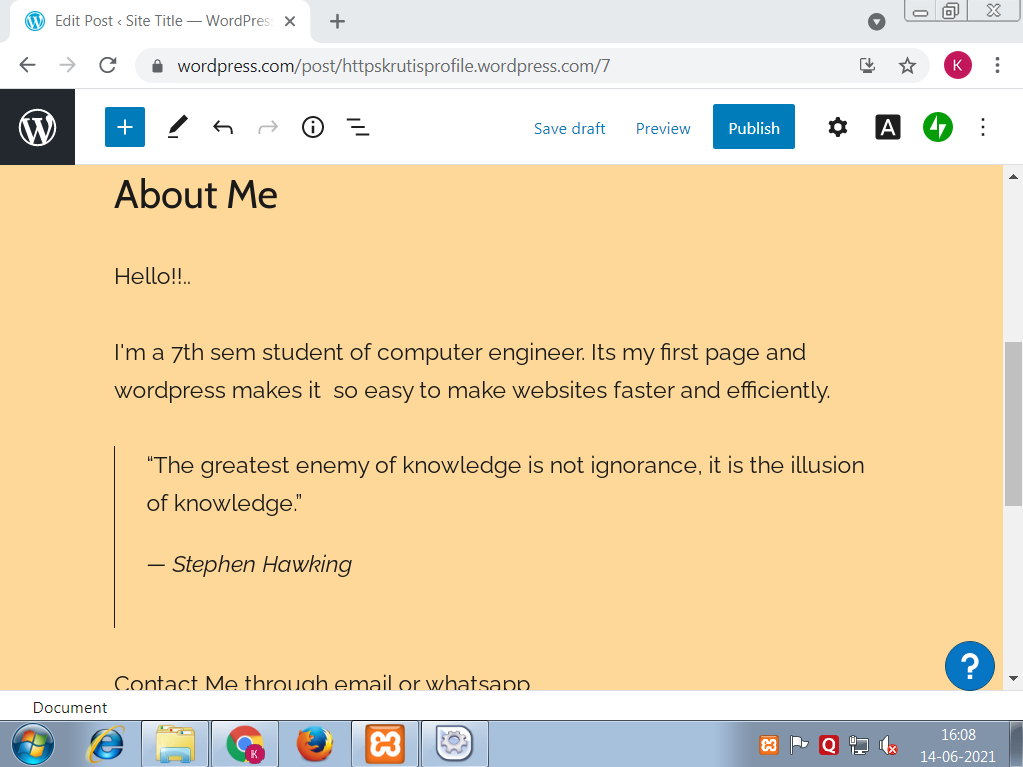 Edit Post ‹ Site Title — WordPres
wordpress.com/post/httpskrutisprofile.wordpress.com/7
K
Save draft
Preview
Publish
A
About Me
Hello!!..
I'm a 7th sem student of computer engineer. Its my first page and
wordpress makes it  so easy to make websites faster and efficiently.
“The greatest enemy of knowledge is not ignorance, it is the illusion
of knowledge.”
— Stephen Hawking
Contact Me through email or whatsapp
?
Document
K
Q
16:08
14-06-2021